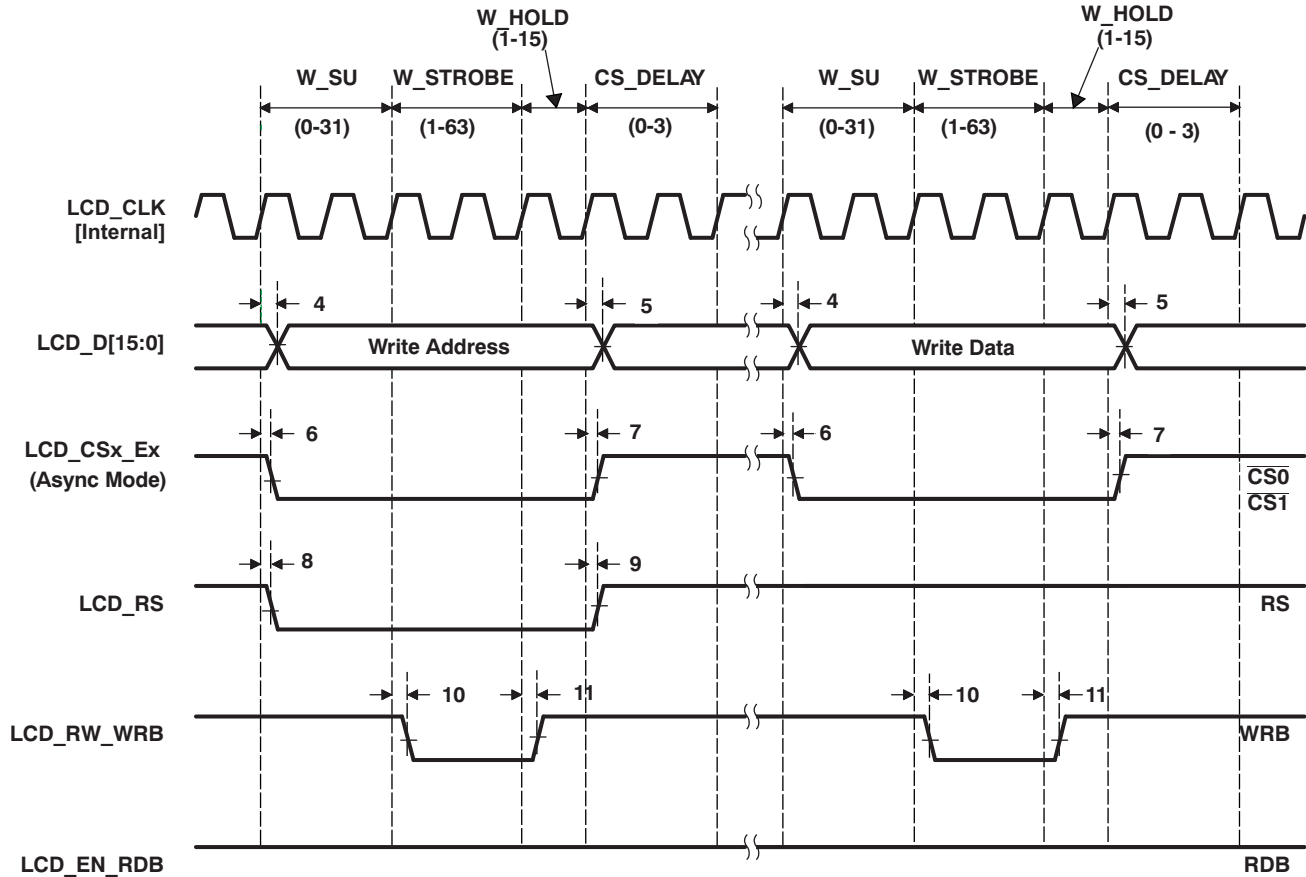 W_HOLD
(1-15)
W_HOLD
(1-15)
W_SU
W_STROBE
CS_DELAY
W_SU
W_STROBE
CS_DELAY
(0-31)
(1-63)
(0-3)
(0-31)
(1-63)
(0 - 3)
LCD_CLK
[Internal]
4
5
4
5
LCD_D[15:0]
Write Address
Write Data
6
7
6
7
LCD_CSx_Ex
(Async Mode)
CS0
CS1
8
9
LCD_RS
RS
10
11
10
11
LCD_RW_WRB
WRB
LCD_EN_RDB
RDB